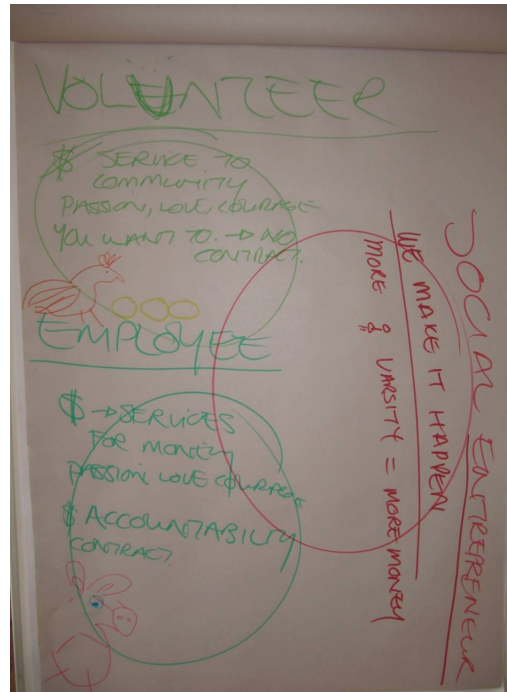 VOLUNTEER
$ SERVICE TO
COMMUNITY
PASSION, LOVE, COURAGE
YOU WANT TO. → NO
CONTRACT.
EMPLOYEE
$ → SERVICES
FOR MONEY
PASSION, LOVE COURAGE
$ ACCOUNTABILITY
CONTRACT.
SOCIAL ENTREPRENEUR
WE MAKE IT HAPPEN
MORE & VARSITY = MORE MONEY